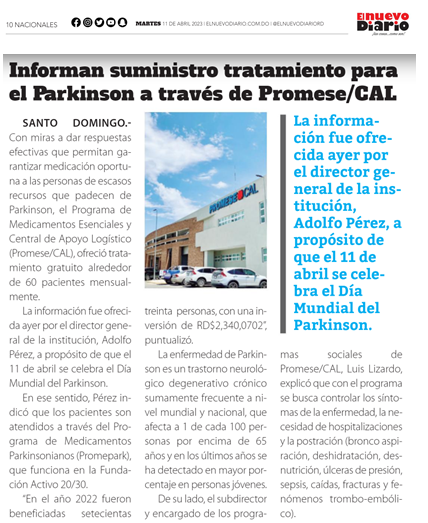 10 NACIONALES
MARTES 11 DE ABRIL 2023 | ELNUEVODIARIO.COM.DO | @ELNUEVODIARIORD
El nuevo
Diario
Informan suministro tratamiento para
el Parkinson a través de Promese/CAL
SANTO DOMINGO.-
Con miras a dar respuestas
efectivas que permitan ga-
rantizar medicación oportu-
na a las personas de escasos
recursos que padecen de
Parkinson, el Programa de
Medicamentos Esenciales y
Central de Apoyo Logístico
(Promese/CAL), ofreció trata-
miento gratuito alrededor
de 60 pacientes mensual-
mente.
La información fue ofreci-
da ayer por el director gene-
ral de la institución, Adolfo
Pérez, a propósito de que el
11 de abril se celebra el Día
Mundial del Parkinson.
En ese sentido, Pérez in-
dicó que los pacientes son
atendidos a través del Pro-
grama de Medicamentos
Parkinsonianos (Promepark),
que funciona en la Funda-
ción Activo 20/30.
"En el año 2022 fueron
beneficiadas setecientas
PROMESE CAL
treinta personas, con una in-
versión de RD$2,340,0702",
puntualizó.
La enfermedad de Parkin-
son es un trastorno neuroló-
gico degenerativo crónico
sumamente frecuente a ni-
vel mundial y nacional, que
afecta a 1 de cada 100 per-
sonas por encima de 65
años y en los últimos años se
ha detectado en mayor por-
centaje en personas jóvenes.
De su lado, el subdirector
y encargado de los progra-
La informa-
ción fue ofre-
cida ayer por
el director ge-
neral de la ins-
titución,
Adolfo Pérez, a
propósito de
que el 11 de
abril se cele-
bra el Día
Mundial del
Parkinson.
mas sociales de
Promese/CAL, Luis Lizardo,
explicó que con el programa
se busca controlar los sínto-
mas de la enfermedad, la ne-
cesidad de hospitalizaciones
y la postración (bronco aspi-
ración, deshidratación, des-
nutrición, úlceras de presión,
sepsis, caídas, fracturas y fe-
nómenos trombo-embóli-
co).